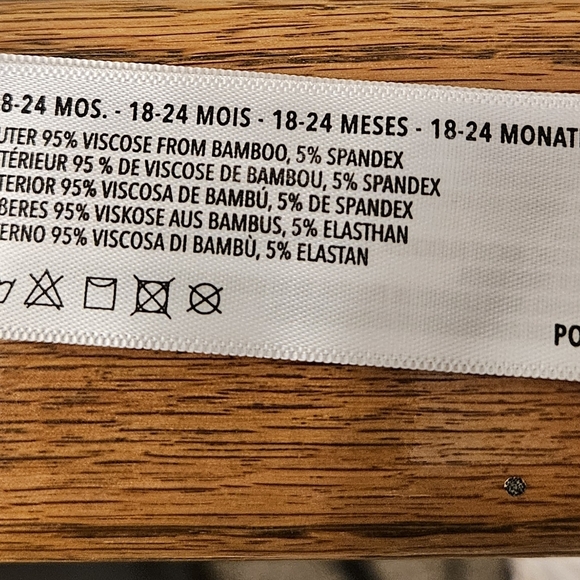 8-24 MOS. - 18-24 MOIS - 18-24 MESES - 18-24 MONAT
UTER 95% VISCOSE FROM BAMBOO, 5% SPANDEX
TÉRIEUR 95 % DE VISCOSE DE BAMBOU, 5% SPANDEX
TERIOR 95% VISCOSA DE BAMBÚ, 5% DE SPANDEX
ßERES 95% VISKOSE AUS BAMBUS, 5% ELASTHAN
ERNO 95% VISCOSA DI BAMBÙ, 5% ELASTAN
PO